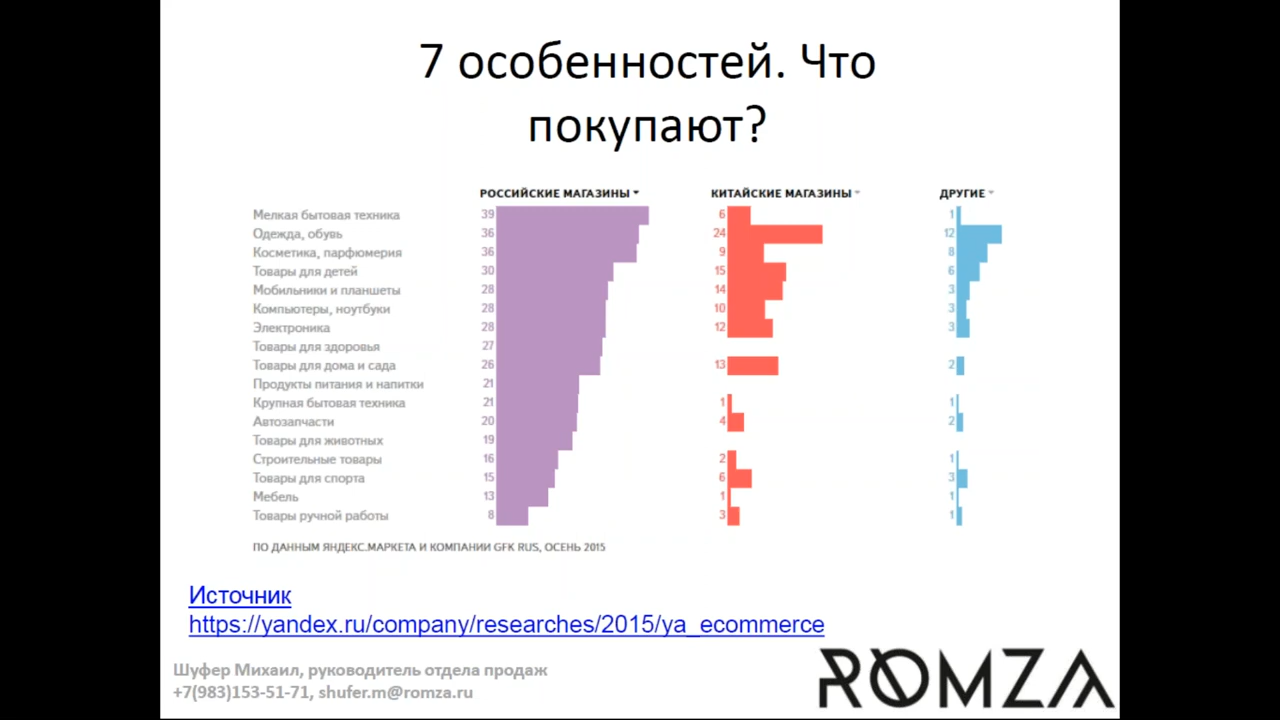 7 особенностей. Что
покупают?
РОССИЙСКИЕ МАГАЗИНЫ КИТАЙСКИЕ МАГАЗИНЫ ДРУГИЕ
Мелкая бытовая техника 39 6 1
Одежда, обувь 36 24 12
Косметика, парфюмерия 36 9 8
Товары для детей 30 15 6
Мобильники и планшеты 28 14 3
Компьютеры, ноутбуки 28 10 3
Электроника 28 12 3
Товары для здоровья 27
Товары для дома и сада 26 13 2
Продукты питания и напитки 21
Крупная бытовая техника 21 1 1
Автозапчасти 20 4 2
Товары для животных 19
Строительные товары 16 2 1
Товары для спорта 15 6 3
Мебель 13 1 1
Товары ручной работы 8 3 1
ПО ДАННЫМ ЯНДЕКС.МАРКЕТА И КОМПАНИИ GFK RUS, ОСЕНЬ 2015
Источник
https://yandex.ru/company/researches/2015/ya_ecommerce
Шуфер Михаил, руководитель отдела продаж
+7(983)153-51-71, shufer.m@romza.ru
ROMZA